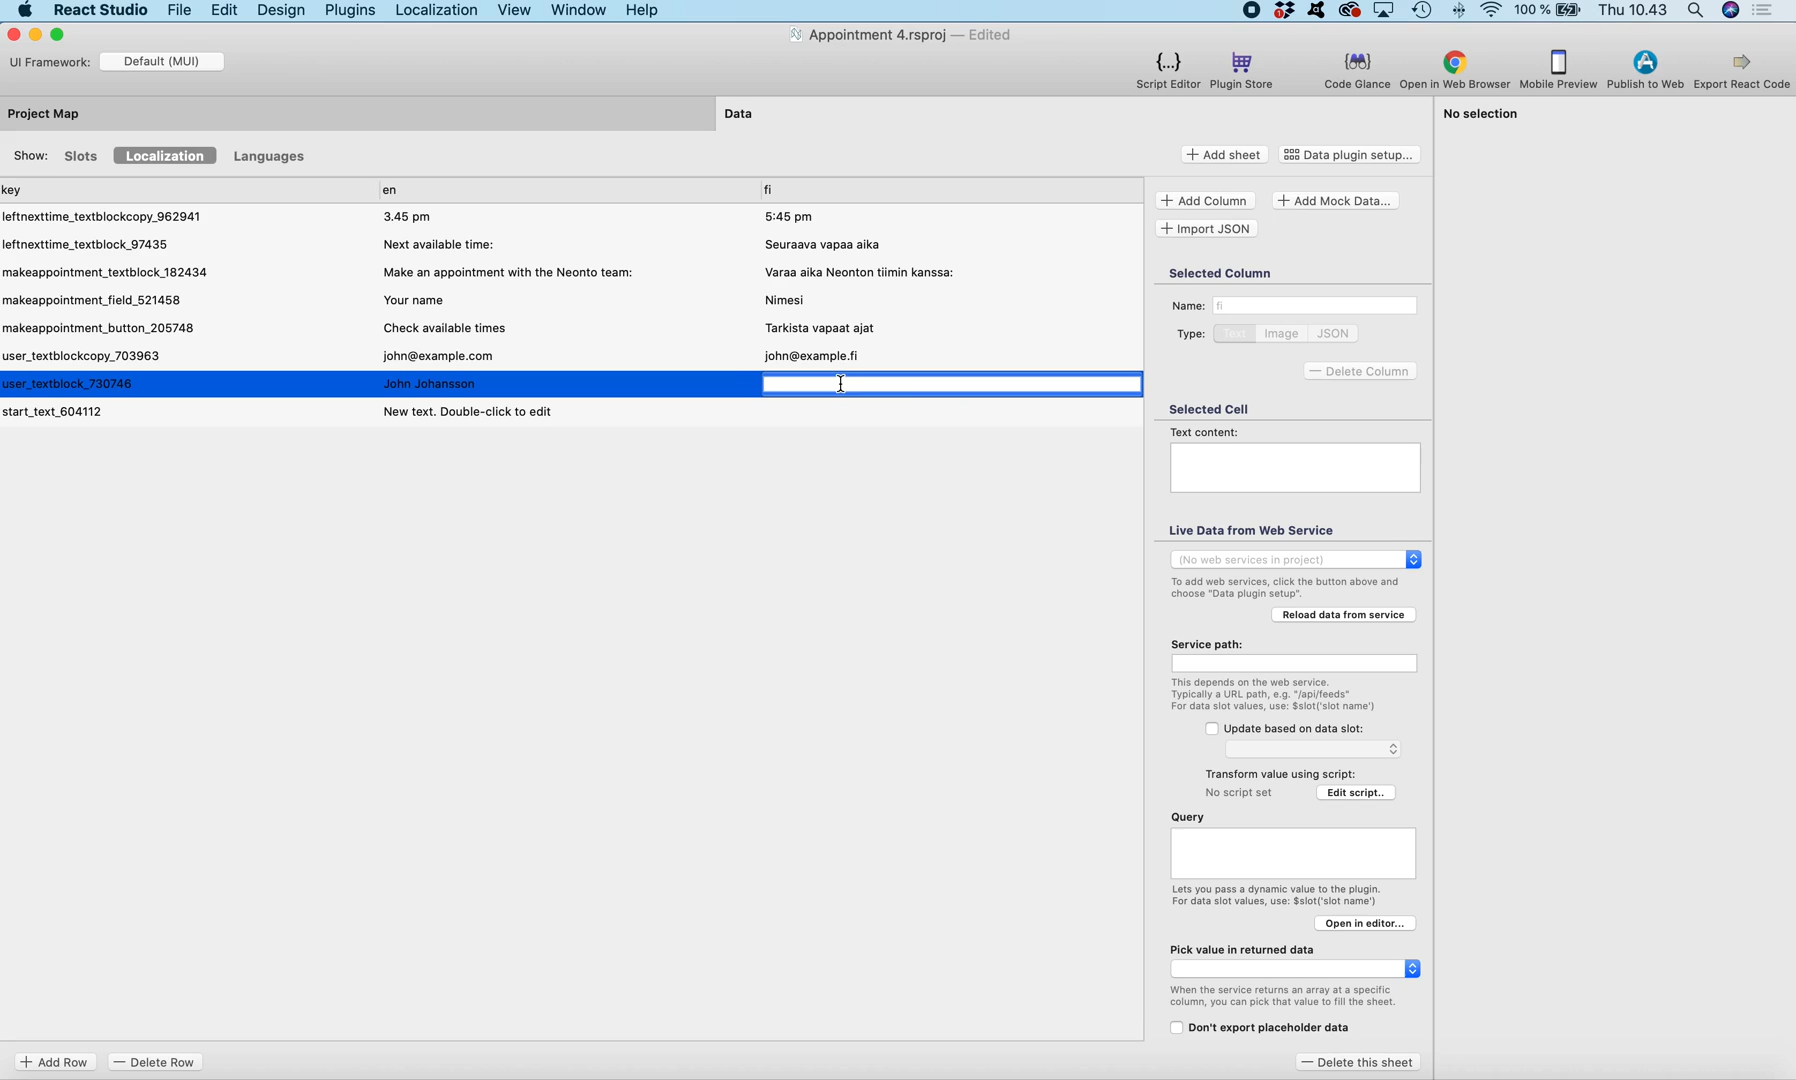 React Studio File Edit Design Plugins Localization View Window Help
1 100 % Thu 10.43
Appointment 4.rsproj — Edited
UI Framework: Default (MUI)
{...}
Script Editor Plugin Store Code Glance Open in Web Browser Mobile Preview Publish to Web Export React Code
Project Map Data No selection
Show: Slots Localization Languages + Add sheet Data plugin setup...
key en fi
+ Add Column + Add Mock Data...
leftnexttime_textblockcopy_962941 3.45 pm 5:45 pm
+ Import JSON
leftnexttime_textblock_97435 Next available time: Seuraava vapaa aika
makeappointment_textblock_182434 Make an appointment with the Neonto team: Varaa aika Neonton tiimin kanssa:
Selected Column
makeappointment_field_521458 Your name Nimesi
Name: fi
makeappointment_button_205748 Check available times Tarkista vapaat ajat
Type: Text Image JSON
user_textblockcopy_703963 john@example.com john@example.fi
— Delete Column
user_textblock_730746 John Johansson
start_text_604112 New text. Double-click to edit
Selected Cell
Text content:
Live Data from Web Service
(No web services in project)
To add web services, click the button above and
choose "Data plugin setup".
Reload data from service
Service path:
This depends on the web service.
Typically a URL path, e.g. "/api/feeds"
For data slot values, use: $slot('slot name')
Update based on data slot:
Transform value using script:
No script set Edit script..
Query
Lets you pass a dynamic value to the plugin.
For data slot values, use: $slot('slot name')
Open in editor...
Pick value in returned data
When the service returns an array at a specific
column, you can pick that value to fill the sheet.
Don't export placeholder data
+ Add Row — Delete Row — Delete this sheet